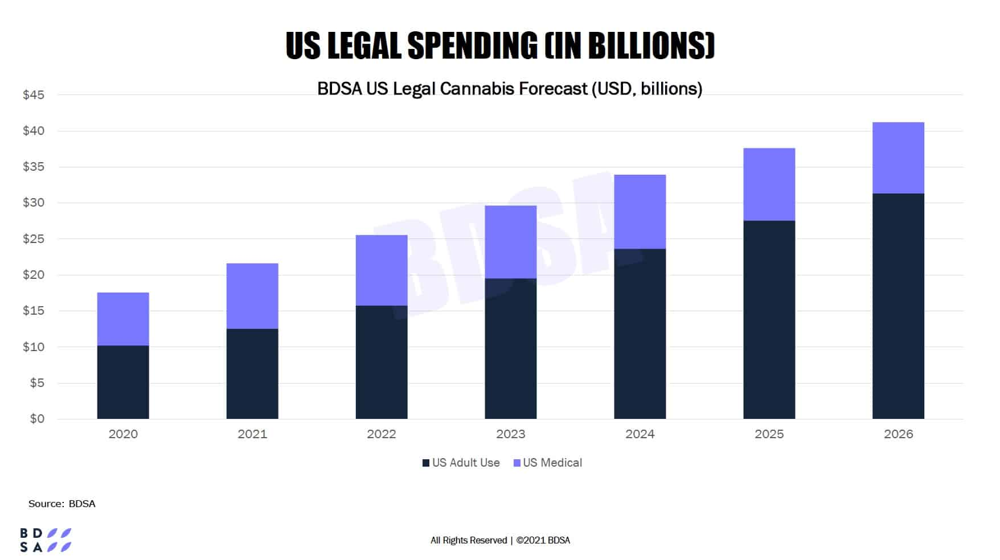 US LEGAL SPENDING (IN BILLIONS)
BDSA US Legal Cannabis Forecast (USD, billions)
$45
$40
$35
$30
$25
$20
$15
$10
$5
$0
BDSA
2020 2021 2022 2023 2024 2025 2026
US Adult Use US Medical
Source: BDSA
BD
SA
All Rights Reserved | ©2021 BDSA